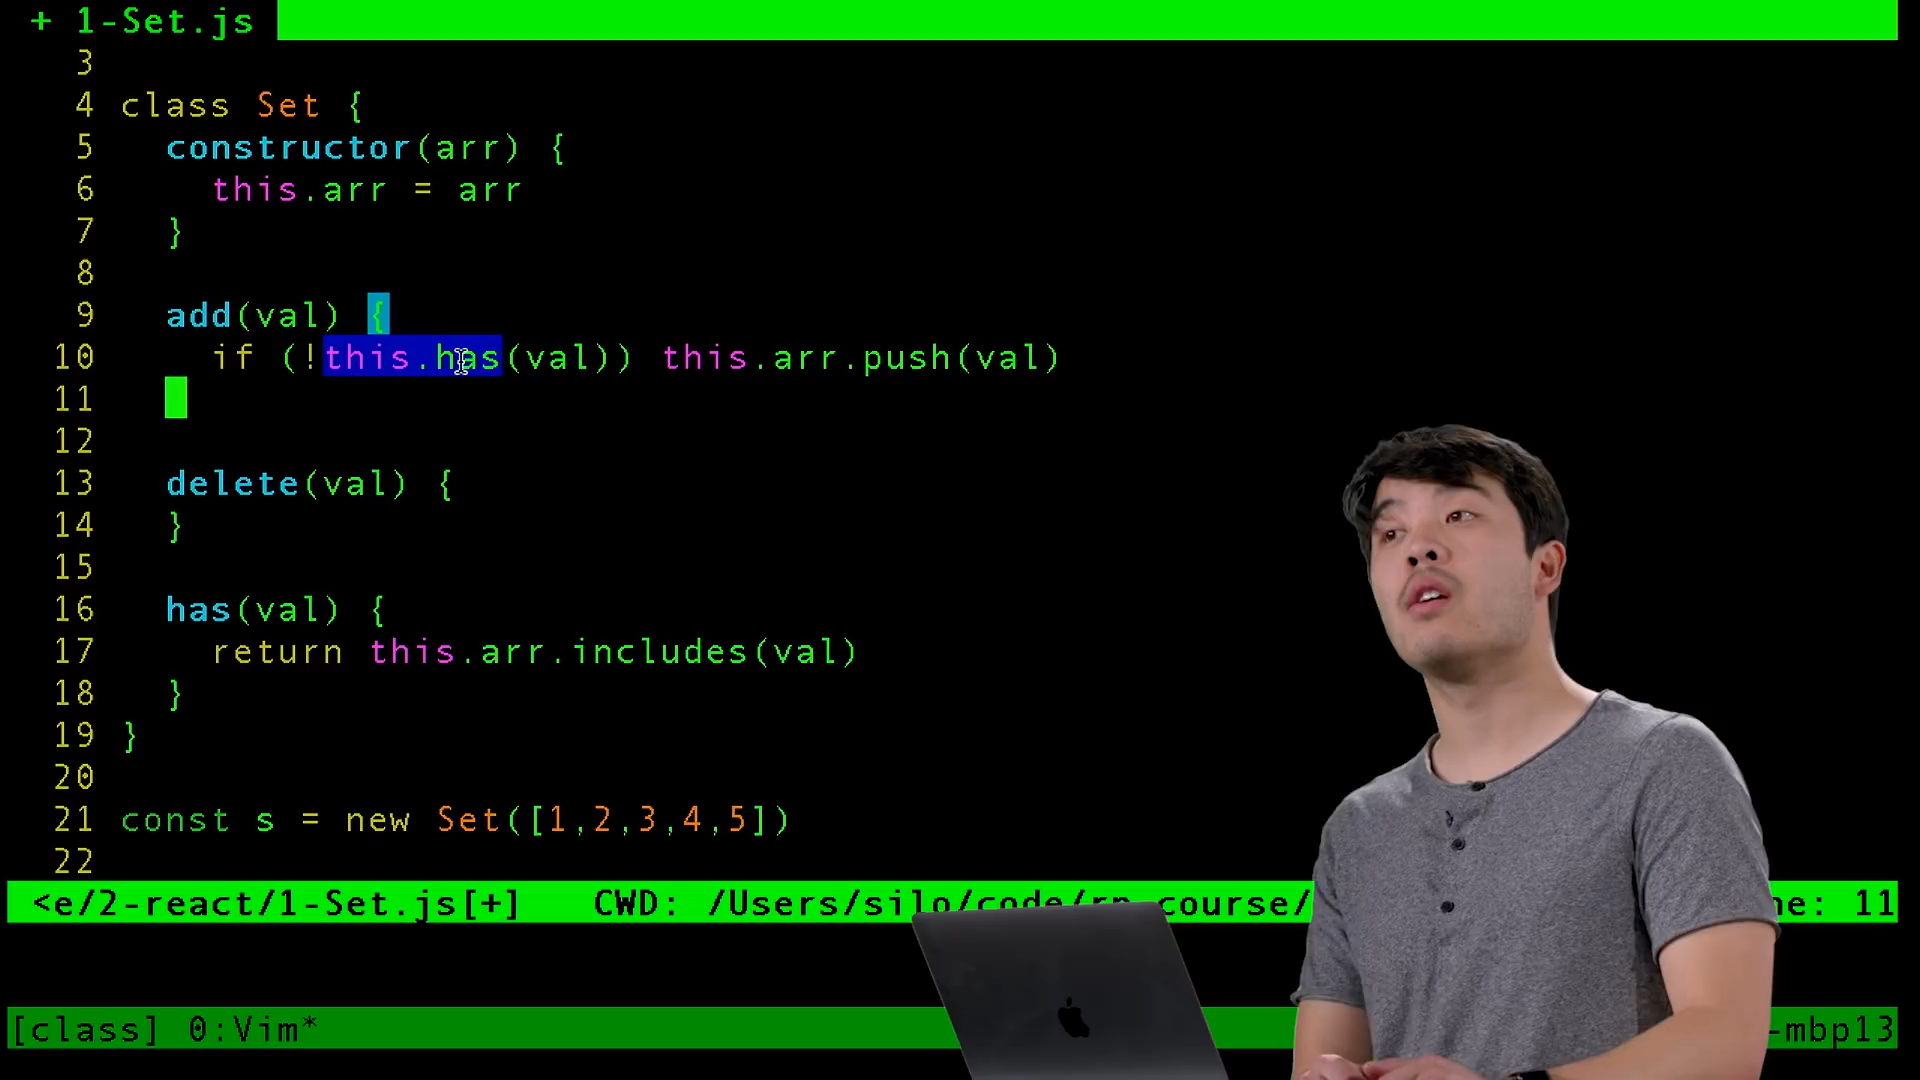 + 1-Set.js
3
4 class Set {
5 constructor(arr) {
6 this.arr = arr
7 }
8
9 add(val) {
10 if (!this.has(val)) this.arr.push(val)
11
12
13 delete(val) {
14 }
15
16 has(val) {
17 return this.arr.includes(val)
18 }
19 }
20
21 const s = new Set([1,2,3,4,5])
22
<e/2-react/1-Set.js[+] CWD: /Users/silo/code/rn_course/ ne: 11
[class] 0:Vim* -mbp13